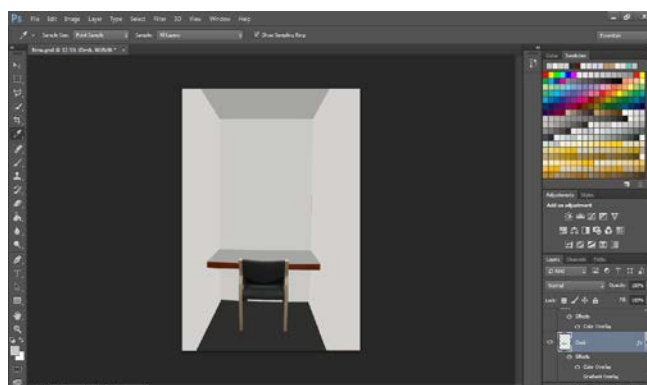 Ps File Edit Image Layer Type Select Filter 3D View Window Help
Sample Size: Point Sample Sample: All Layers Show Sampling Ring Essentials
Color Swatches
Adjustments Styles
Add an adjustment
Layers Channels Paths
Kind
Normal Opacity: 100%
Lock: Fill: 100%
Effects
Color Overlay
Desk fx
Effects
Color Overlay
Gradient Overlay